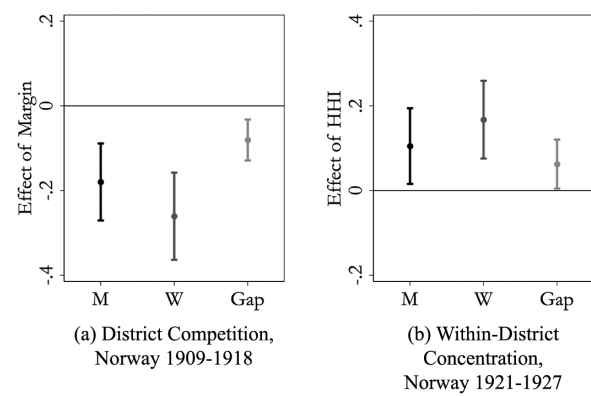 .2
0
-.2
-.4
Effect of Margin
M W Gap
(a) District Competition,
Norway 1909-1918
.4
.2
0
-.2
Effect of HHI
M W Gap
(b) Within-District
Concentration,
Norway 1921-1927